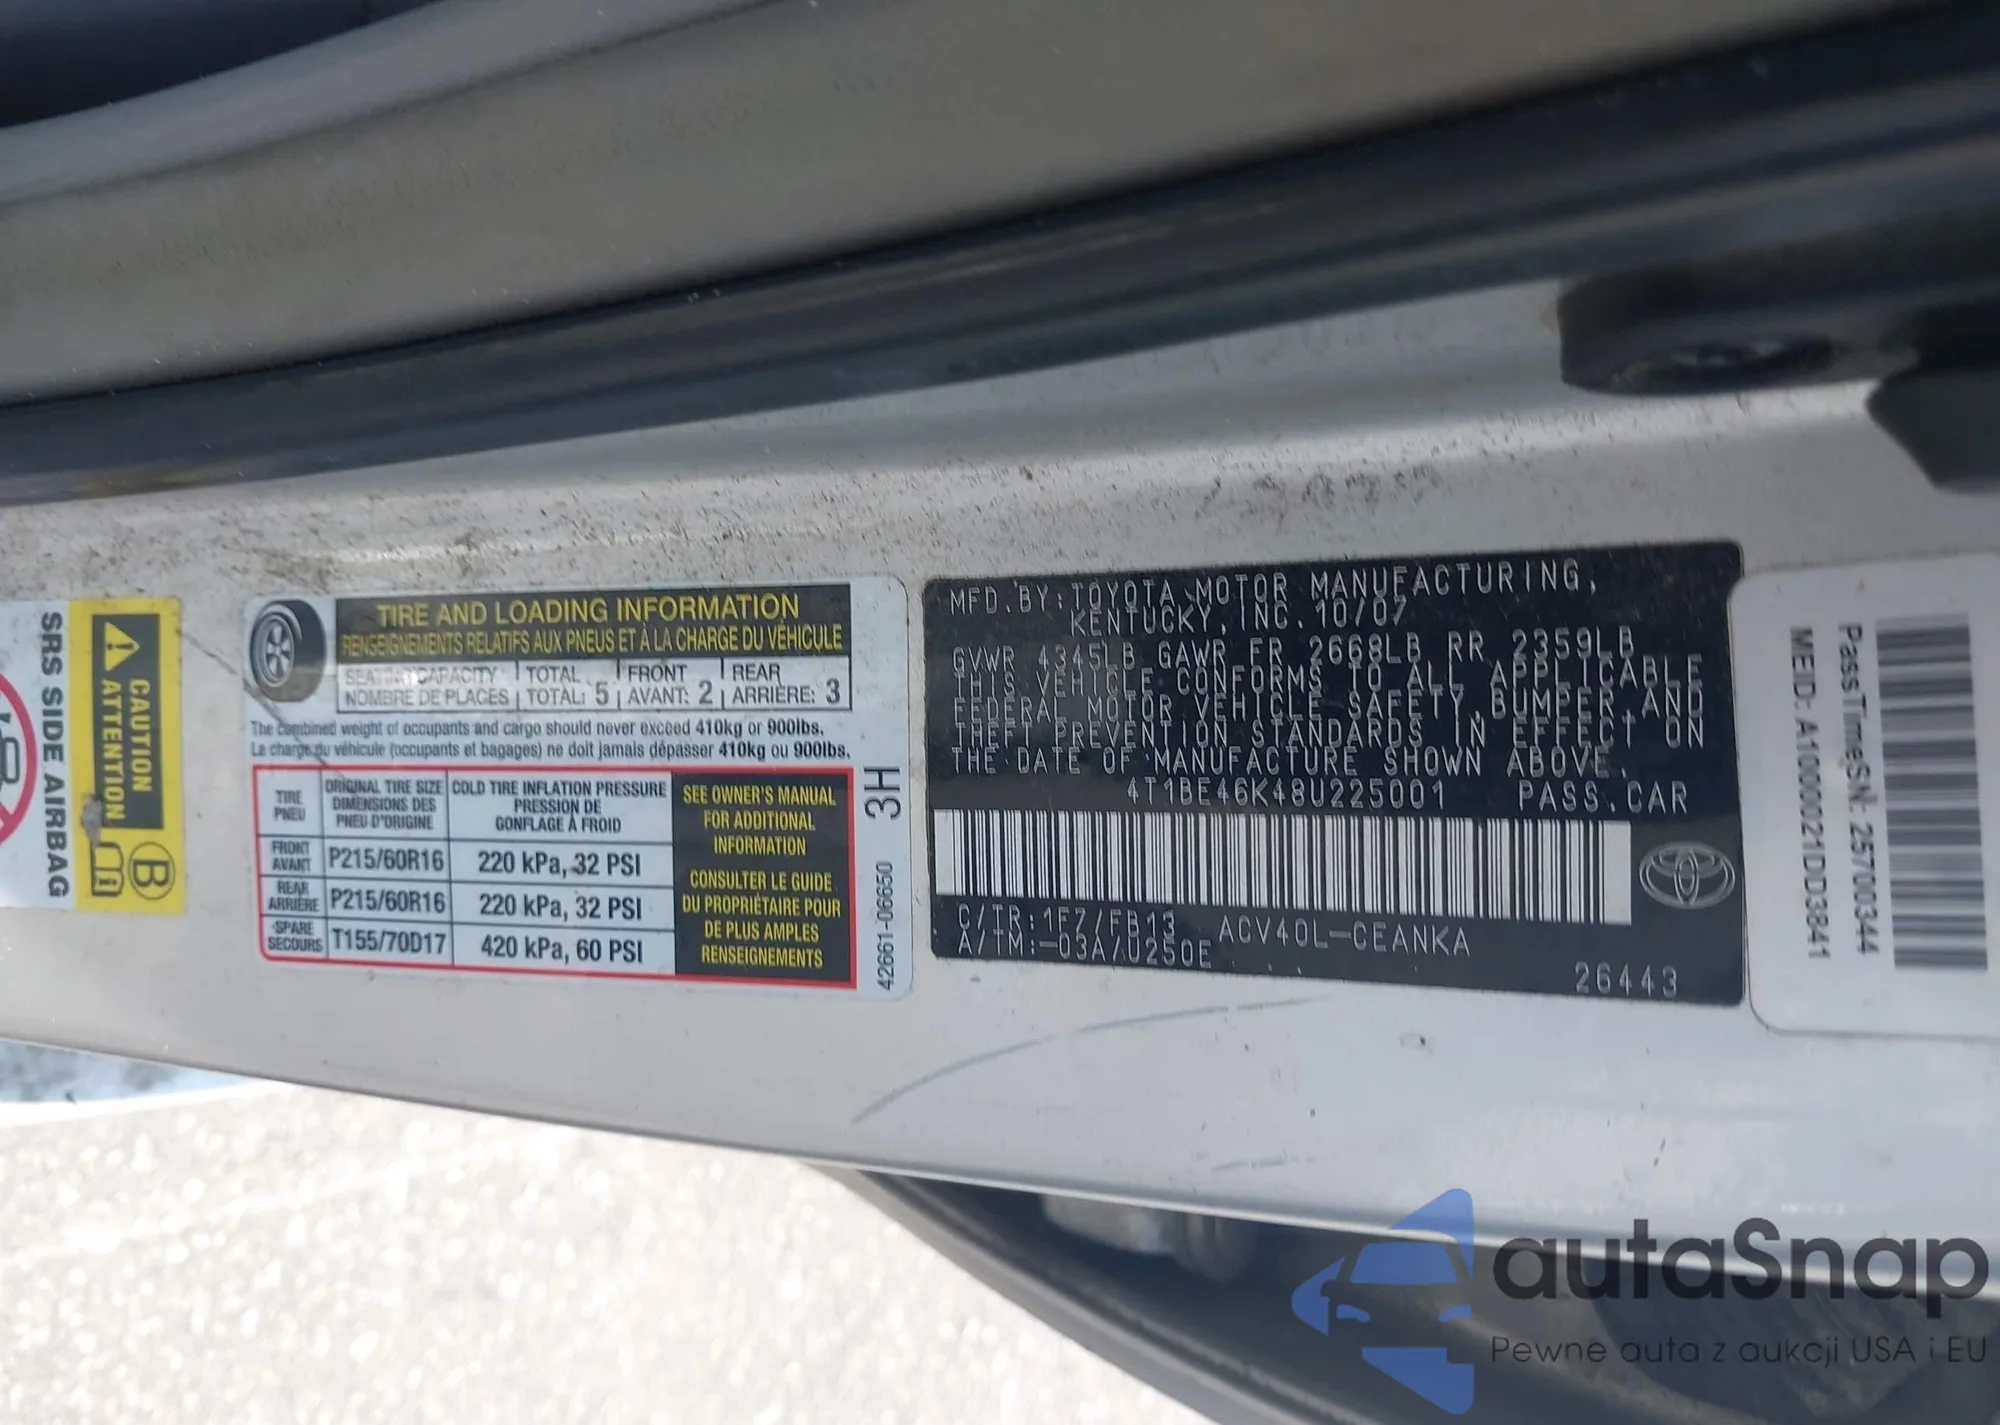 SRS SIDE AIRBAG
CAUTION
ATTENTION
B
TIRE AND LOADING INFORMATION
RENSEIGNEMENTS RELATIFS AUX PNEUS ET À LA CHARGE DU VÉHICULE
SEATING CAPACITY TOTAL FRONT REAR
NOMBRE DE PLACES TOTAL: 5 AVANT: 2 ARRIÈRE: 3
The combined weight of occupants and cargo should never exceed 410kg or 900lbs.
La charge du véhicule (occupants et bagages) ne doit jamais dépasser 410kg ou 900lbs.
TIRE
PNEU
ORIGINAL TIRE SIZE
DIMENSIONS DES
PNEU D'ORIGINE
COLD TIRE INFLATION PRESSURE
PRESSION DE
GONFLAGE À FROID
FRONT
AVANT
P215/60R16
220 kPa, 32 PSI
REAR
ARRIÈRE
P215/60R16
220 kPa, 32 PSI
SPARE
SECOURS
T155/70D17
420 kPa, 60 PSI
SEE OWNER'S MANUAL
FOR ADDITIONAL
INFORMATION
CONSULTER LE GUIDE
DU PROPRIÉTAIRE POUR
DE PLUS AMPLES
RENSEIGNEMENTS
3H
42661-06650
MFD.BY:TOYOTA MOTOR MANUFACTURING,
KENTUCKY, INC. 10/07
GVWR 4345LB GAWR FR 2668LB RR 2359LB
THIS VEHICLE CONFORMS TO ALL APPLICABLE
FEDERAL MOTOR VEHICLE SAFETY, BUMPER, AND
THEFT PREVENTION STANDARDS IN EFFECT ON
THE DATE OF MANUFACTURE SHOWN ABOVE.
4T1BE46K48U225001 PASS.CAR
C/TR:1F7/FB13 ACV40L-CEANKA
A/TM:-03A/U250E
26443
PassTimeSN: 25700344
MEID: A1000021DD3841
autaSnap
Pewne auta z aukcji USA i EU